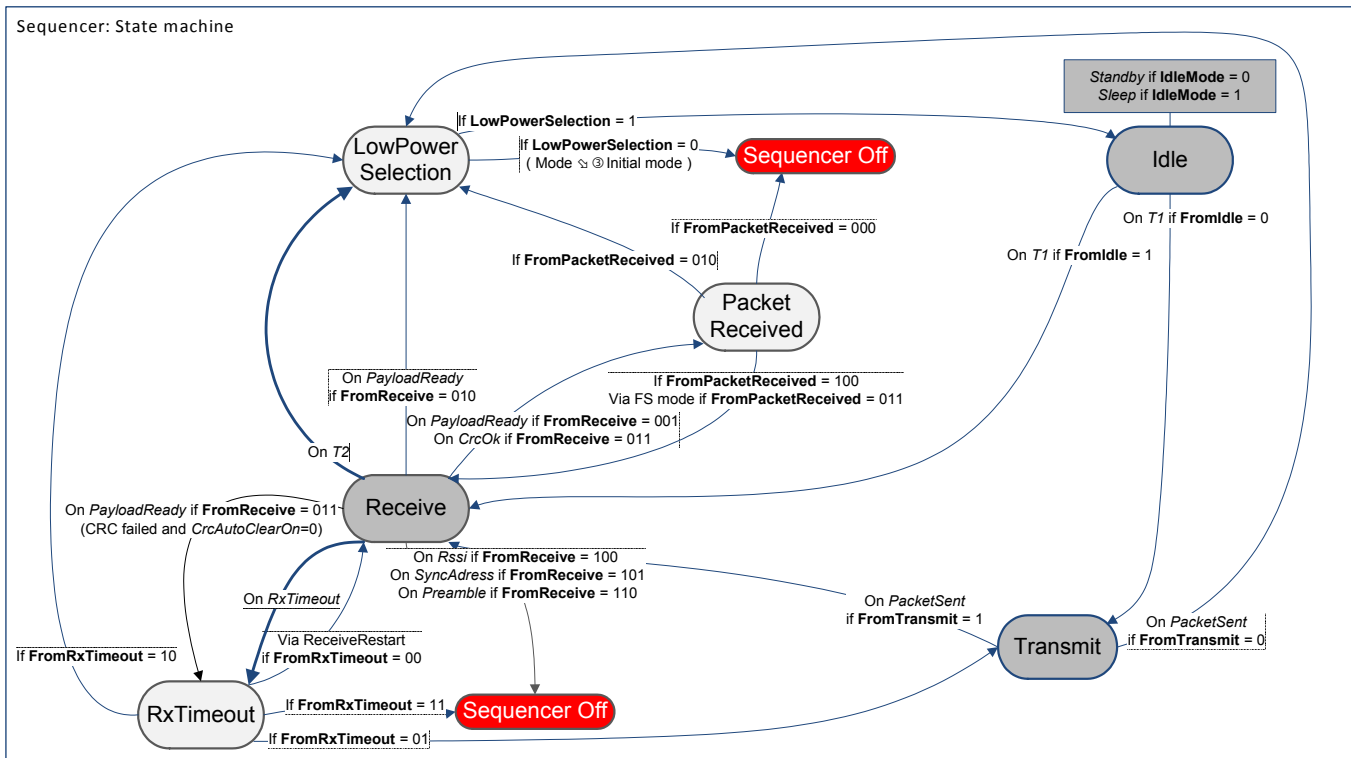 Sequencer: State machine
Standby if IdleMode = 0
Sleep if IdleMode = 1
If LowPowerSelection = 1
LowPower
Selection
If LowPowerSelection = 0
( Mode ⇘ ③ Initial mode )
Sequencer Off
Idle
On T1 if FromIdle = 0
If FromPacketReceived = 000
On T1 if FromIdle = 1
If FromPacketReceived = 010
Packet
Received
On PayloadReady
if FromReceive = 010
If FromPacketReceived = 100
Via FS mode if FromPacketReceived = 011
On PayloadReady if FromReceive = 001
On CrcOk if FromReceive = 011
On T2
Receive
On PayloadReady if FromReceive = 011
(CRC failed and CrcAutoClearOn=0)
On Rssi if FromReceive = 100
On SyncAdress if FromReceive = 101
On Preamble if FromReceive = 110
On RxTimeout
On PacketSent
if FromTransmit = 1
Transmit
On PacketSent
if FromTransmit = 0
Via ReceiveRestart
if FromRxTimeout = 00
If FromRxTimeout = 10
RxTimeout
If FromRxTimeout = 11
Sequencer Off
If FromRxTimeout = 01